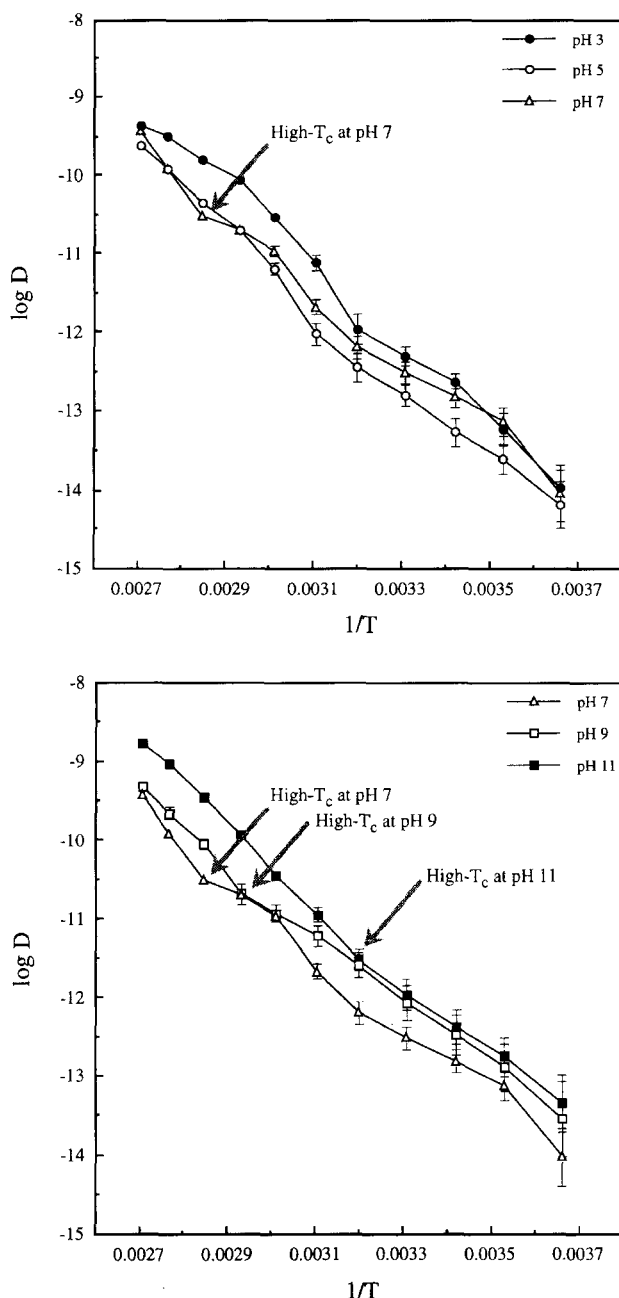 -8
pH 3
pH 5
-9
pH 7
High-Tc at pH 7
-10
-11
log D
-12
-13
-14
-15
0.0027 0.0029 0.0031 0.0033 0.0035 0.0037
1/T
-8
pH 7
pH 9
-9
pH 11
High-Tc at pH 7
High-Tc at pH 9
-10
High-Tc at pH 11
-11
log D
-12
-13
-14
-15
0.0027 0.0029 0.0031 0.0033 0.0035 0.0037
1/T